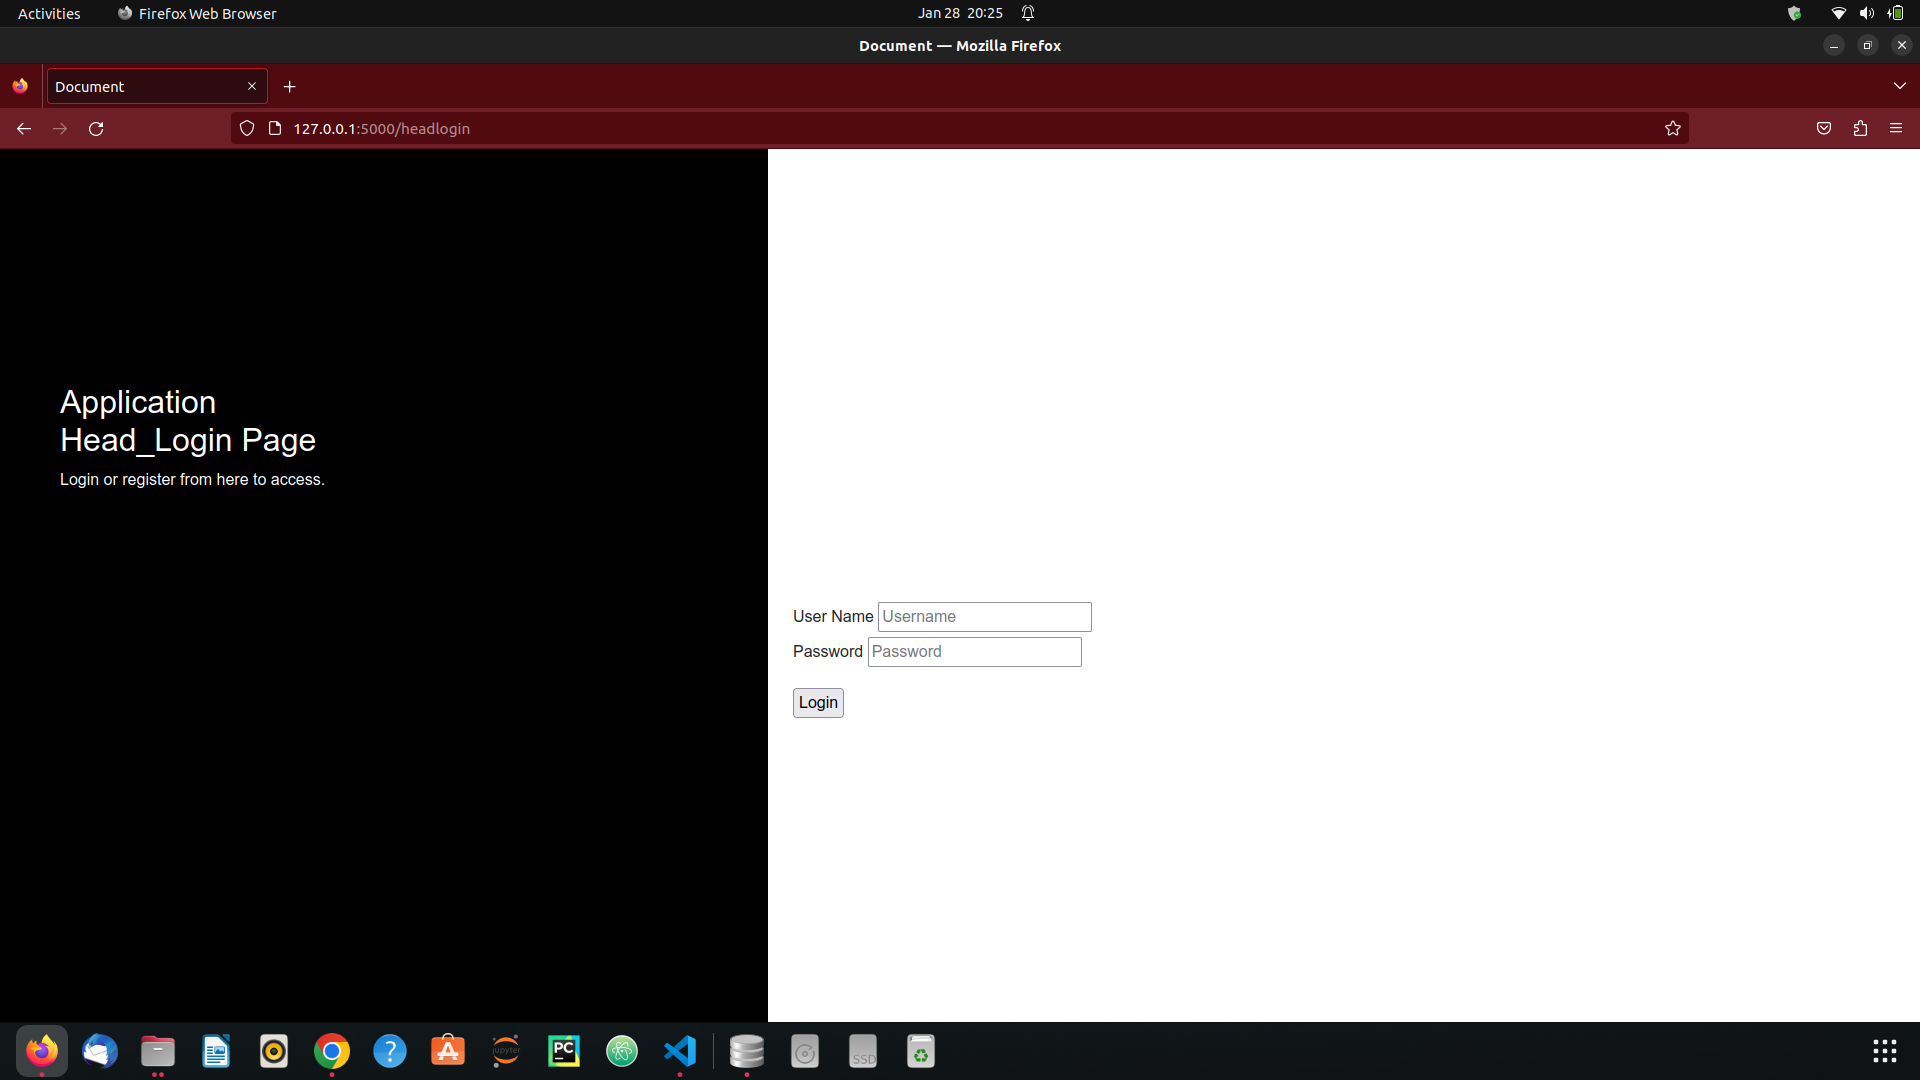 Activities
Firefox Web Browser
Jan 28 20:25
Document — Mozilla Firefox
Document
127.0.0.1:5000/headlogin
Application
Head_Login Page
Login or register from here to access.
User Name Username
Password Password
Login
jupyter
PC
SSD